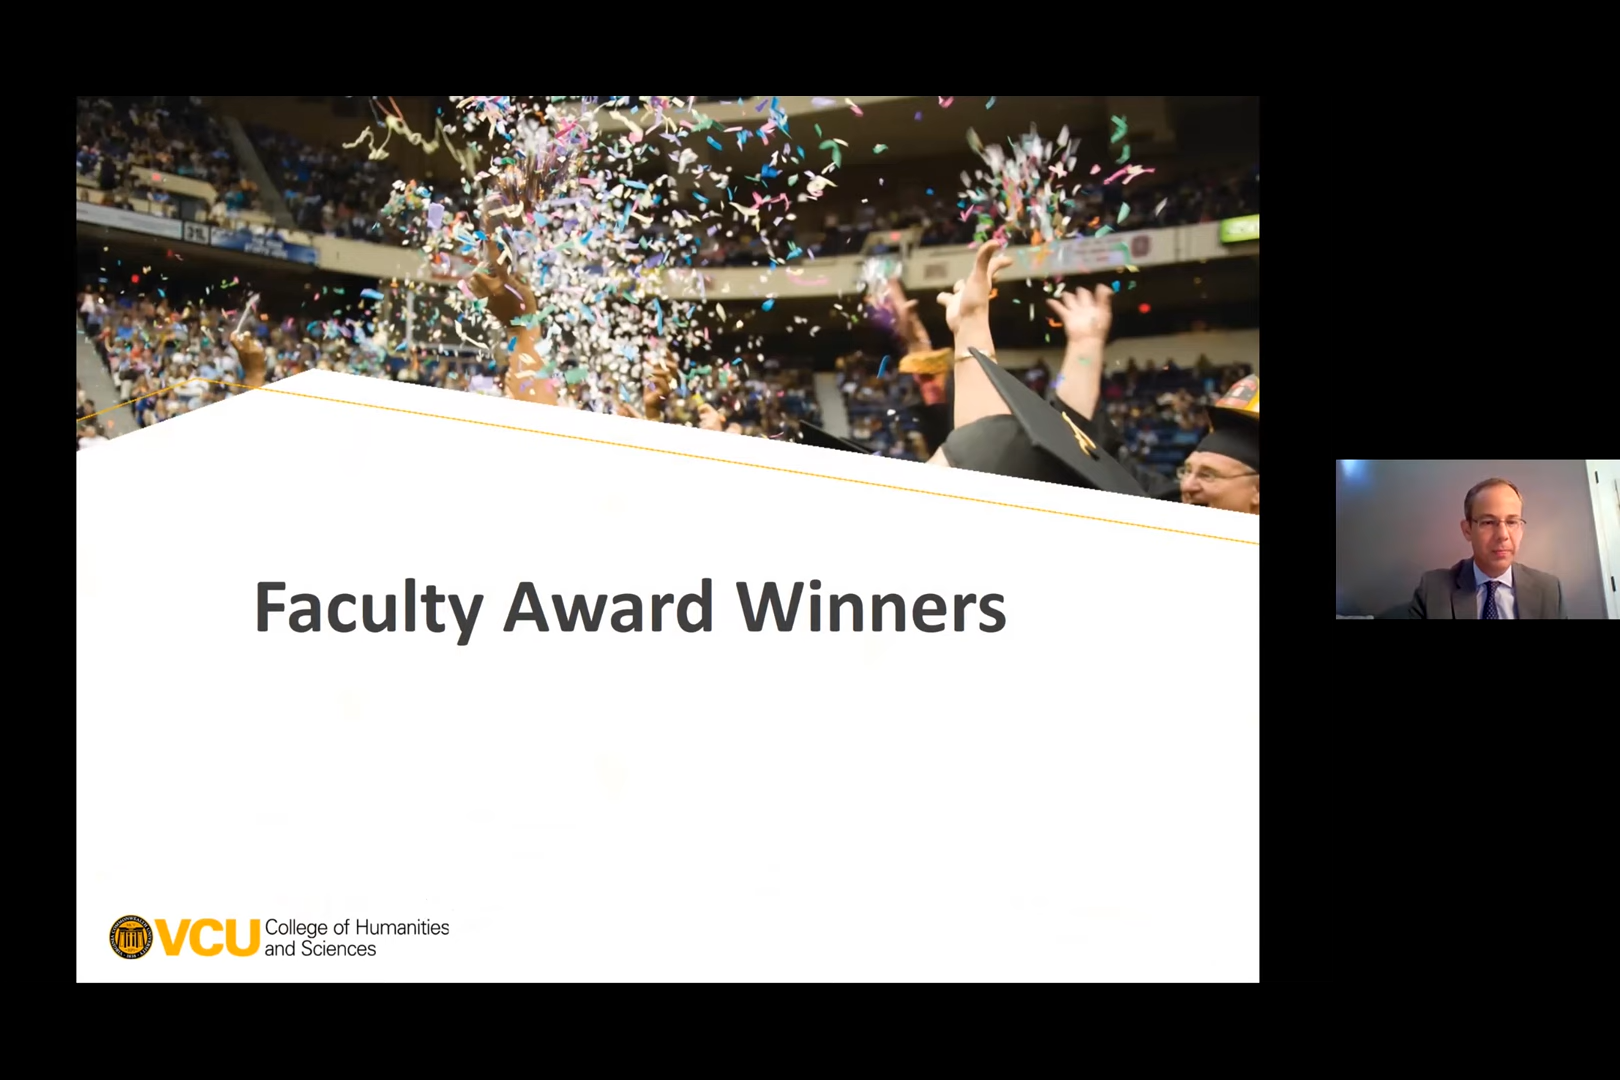 Faculty Award Winners
VCU College of Humanities
and Sciences